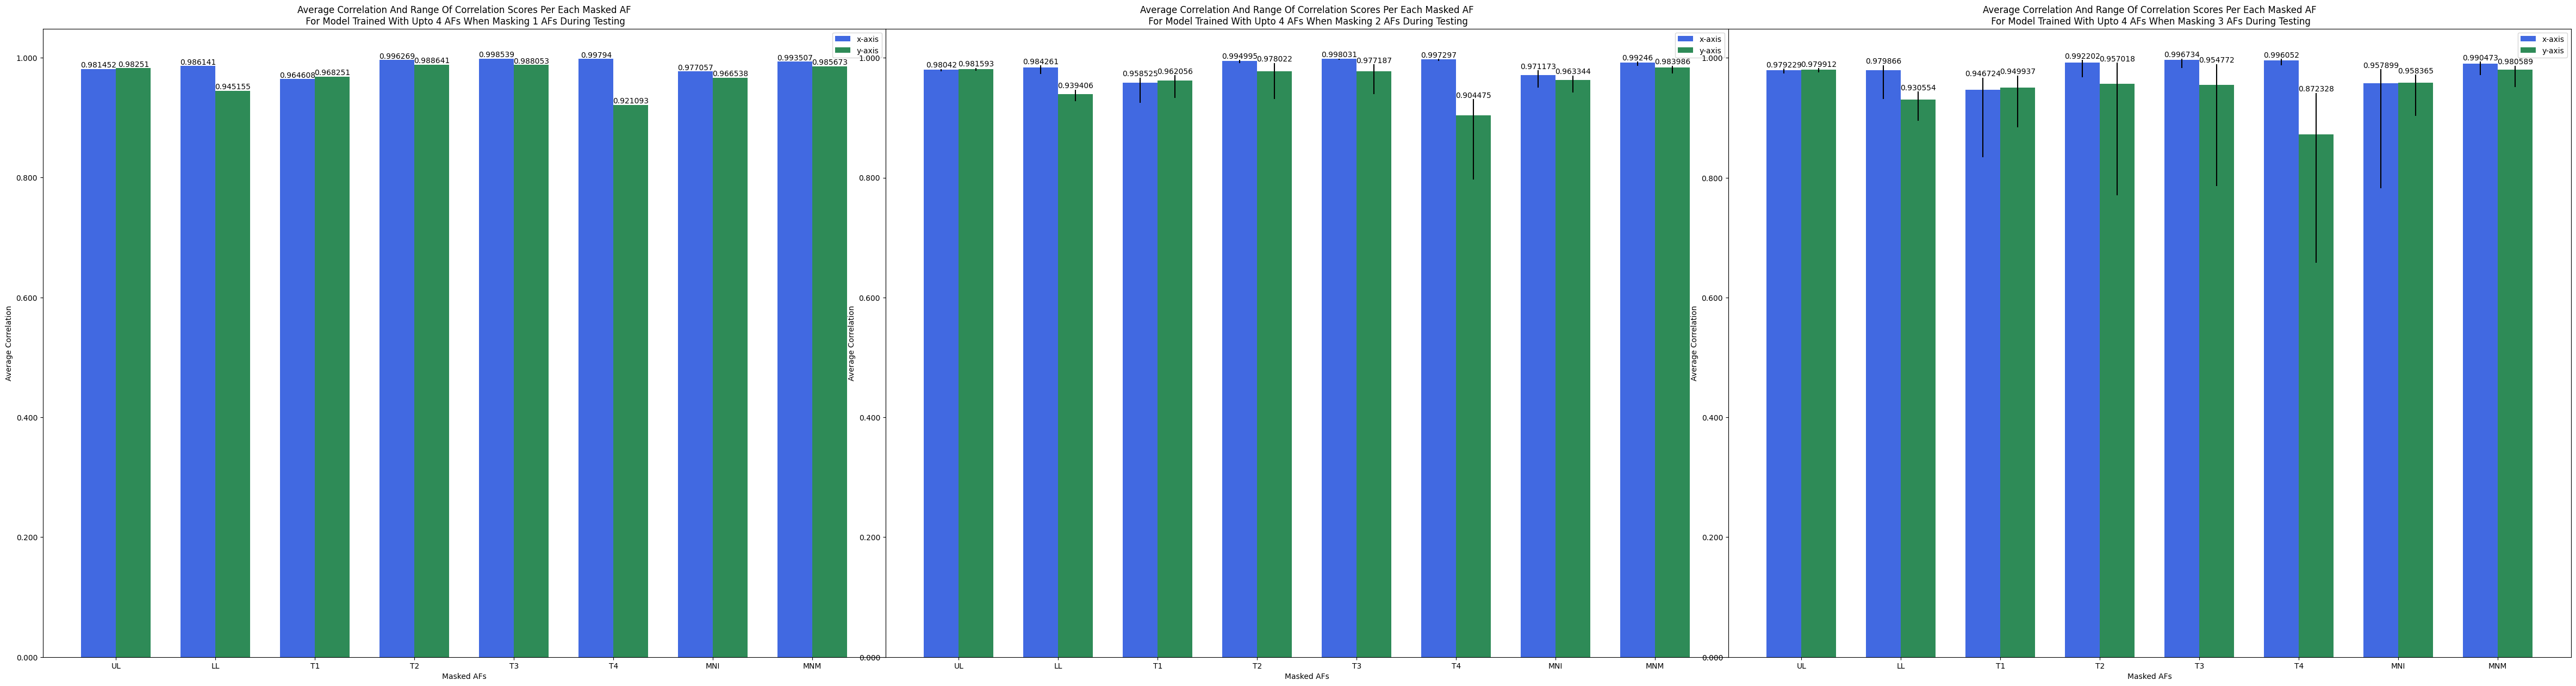 Average Correlation And Range Of Correlation Scores Per Each Masked AF
For Model Trained With Upto 4 AFs When Masking 1 AFs During Testing
x-axis
y-axis
1.000
0.800
0.600
0.400
0.200
0.000
Average Correlation
0.981452 0.98251
0.986141 0.945155
0.964608 0.968251
0.996269 0.988641
0.998539 0.988053
0.99794 0.921093
0.977057 0.966538
0.993507 0.985673
UL LL T1 T2 T3 T4 MNI MNM
Masked AFs
Average Correlation And Range Of Correlation Scores Per Each Masked AF
For Model Trained With Upto 4 AFs When Masking 2 AFs During Testing
x-axis
y-axis
1.000
0.800
0.600
0.400
0.200
0.000
Average Correlation
0.98042 0.981593
0.984261 0.939406
0.958525 0.962056
0.994995 0.978022
0.998031 0.977187
0.997297 0.904475
0.971173 0.963344
0.99246 0.983986
UL LL T1 T2 T3 T4 MNI MNM
Masked AFs
Average Correlation And Range Of Correlation Scores Per Each Masked AF
For Model Trained With Upto 4 AFs When Masking 3 AFs During Testing
x-axis
y-axis
1.000
0.800
0.600
0.400
0.200
0.000
Average Correlation
0.979229 0.979912
0.979866 0.930554
0.946724 0.949937
0.992202 0.957018
0.996734 0.954772
0.996052 0.872328
0.957899 0.958365
0.990473 0.980589
UL LL T1 T2 T3 T4 MNI MNM
Masked AFs